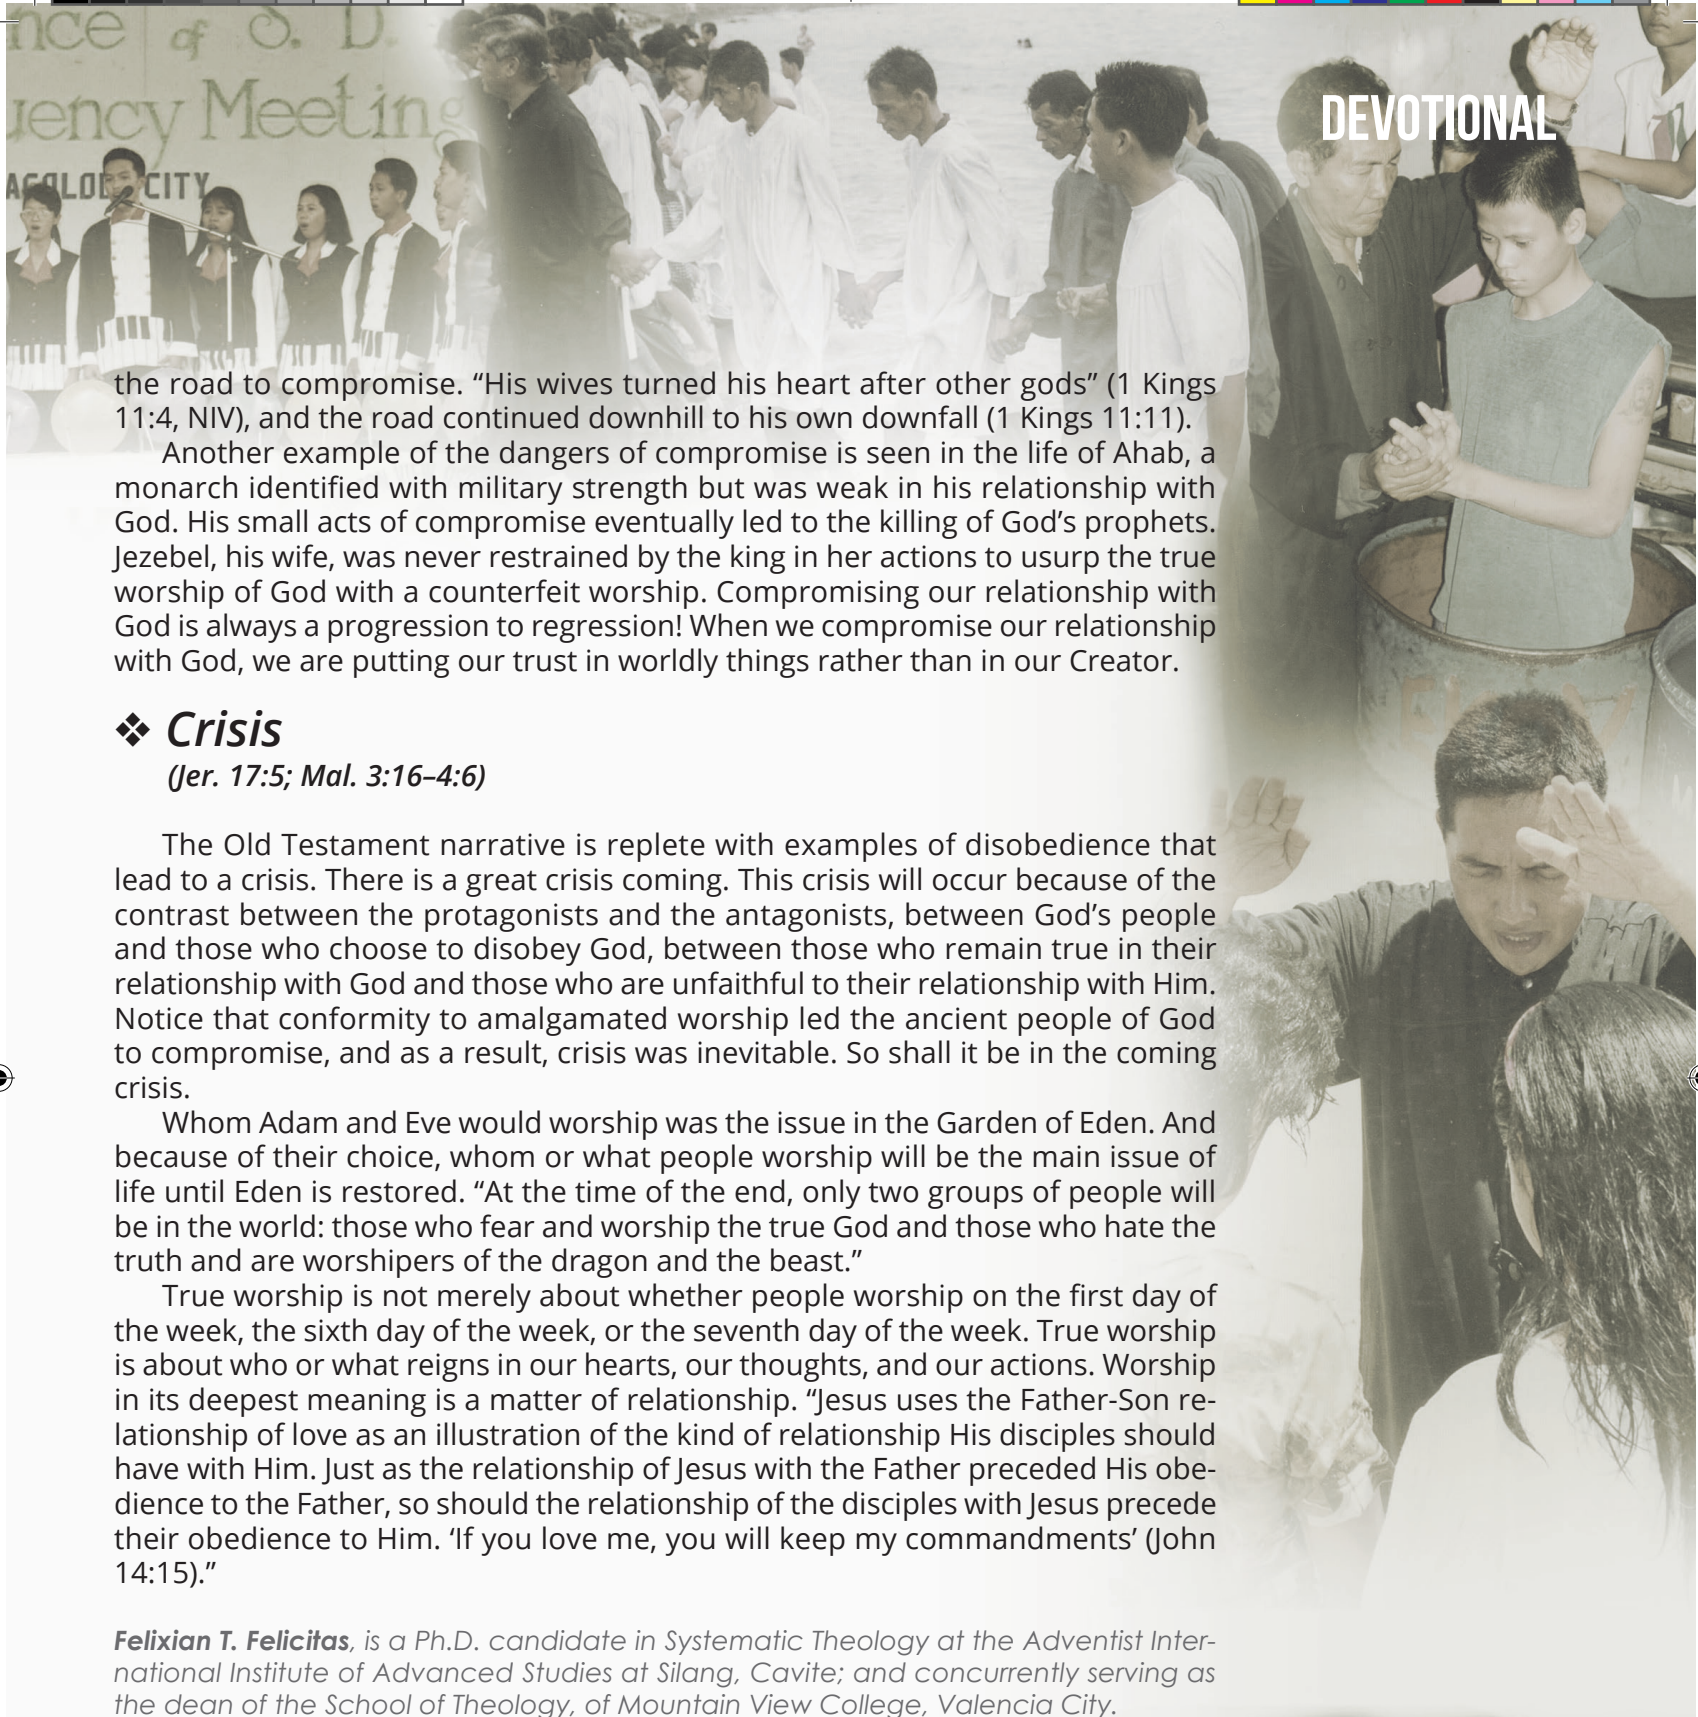 nce of S. D.
uency Meeting
CITY
DEVOTIONAL
the road to compromise. “His wives turned his heart after other gods” (1 Kings
11:4, NIV), and the road continued downhill to his own downfall (1 Kings 11:11).
Another example of the dangers of compromise is seen in the life of Ahab, a
monarch identified with military strength but was weak in his relationship with
God. His small acts of compromise eventually led to the killing of God’s prophets.
Jezebel, his wife, was never restrained by the king in her actions to usurp the true
worship of God with a counterfeit worship. Compromising our relationship with
God is always a progression to regression! When we compromise our relationship
with God, we are putting our trust in worldly things rather than in our Creator.
❖ Crisis
(Jer. 17:5; Mal. 3:16–4:6)
The Old Testament narrative is replete with examples of disobedience that
lead to a crisis. There is a great crisis coming. This crisis will occur because of the
contrast between the protagonists and the antagonists, between God’s people
and those who choose to disobey God, between those who remain true in their
relationship with God and those who are unfaithful to their relationship with Him.
Notice that conformity to amalgamated worship led the ancient people of God
to compromise, and as a result, crisis was inevitable. So shall it be in the coming
crisis.
Whom Adam and Eve would worship was the issue in the Garden of Eden. And
because of their choice, whom or what people worship will be the main issue of
life until Eden is restored. “At the time of the end, only two groups of people will
be in the world: those who fear and worship the true God and those who hate the
truth and are worshipers of the dragon and the beast.”
True worship is not merely about whether people worship on the first day of
the week, the sixth day of the week, or the seventh day of the week. True worship
is about who or what reigns in our hearts, our thoughts, and our actions. Worship
in its deepest meaning is a matter of relationship. “Jesus uses the Father-Son re-
lationship of love as an illustration of the kind of relationship His disciples should
have with Him. Just as the relationship of Jesus with the Father preceded His obe-
dience to the Father, so should the relationship of the disciples with Jesus precede
their obedience to Him. ‘If you love me, you will keep my commandments’ (John
14:15).”
Felixian T. Felicitas, is a Ph.D. candidate in Systematic Theology at the Adventist Inter-
national Institute of Advanced Studies at Silang, Cavite; and concurrently serving as
the dean of the School of Theology, of Mountain View College, Valencia City.